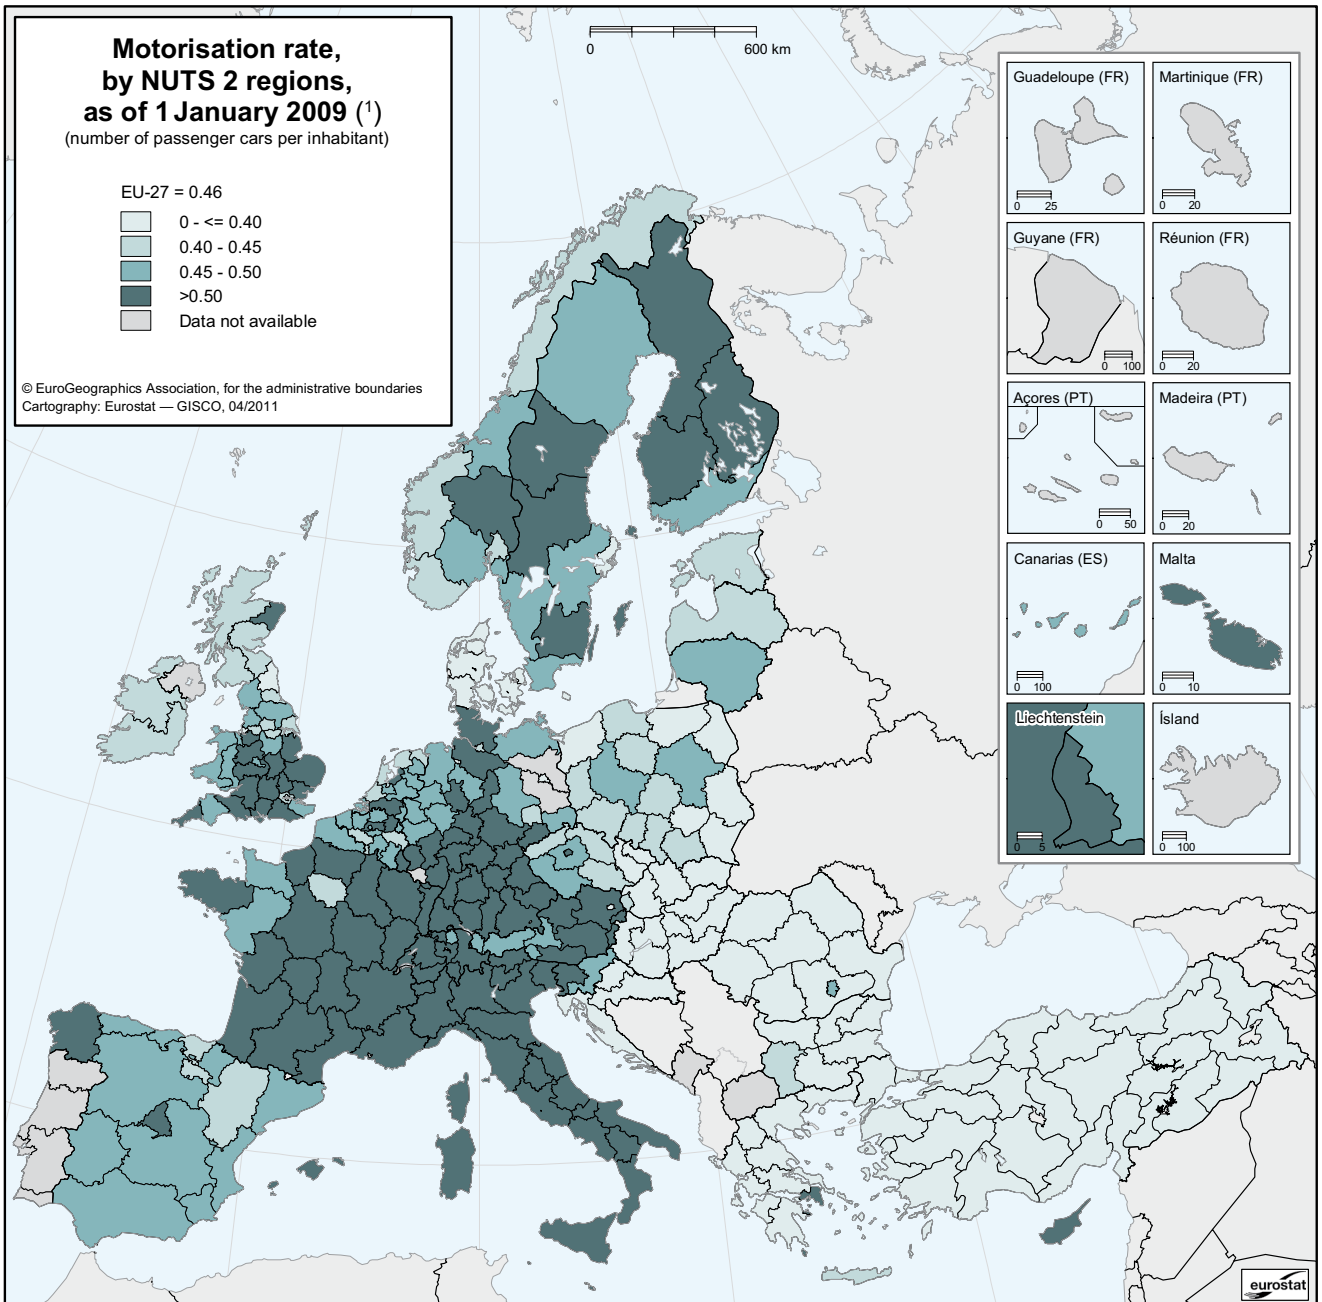 Motorisation rate,
by NUTS 2 regions,
as of 1 January 2009 (¹)
(number of passenger cars per inhabitant)
EU-27 = 0.46
0 - <= 0.40
0.40 - 0.45
0.45 - 0.50
>0.50
Data not available
© EuroGeographics Association, for the administrative boundaries
Cartography: Eurostat — GISCO, 04/2011
0 600 km
Guadeloupe (FR)
0 25
Martinique (FR)
0 20
Guyane (FR)
0 100
Réunion (FR)
0 20
Açores (PT)
0 50
Madeira (PT)
0 20
Canarias (ES)
0 100
Malta
0 10
Liechtenstein
0 5
Ísland
0 100
eurostat